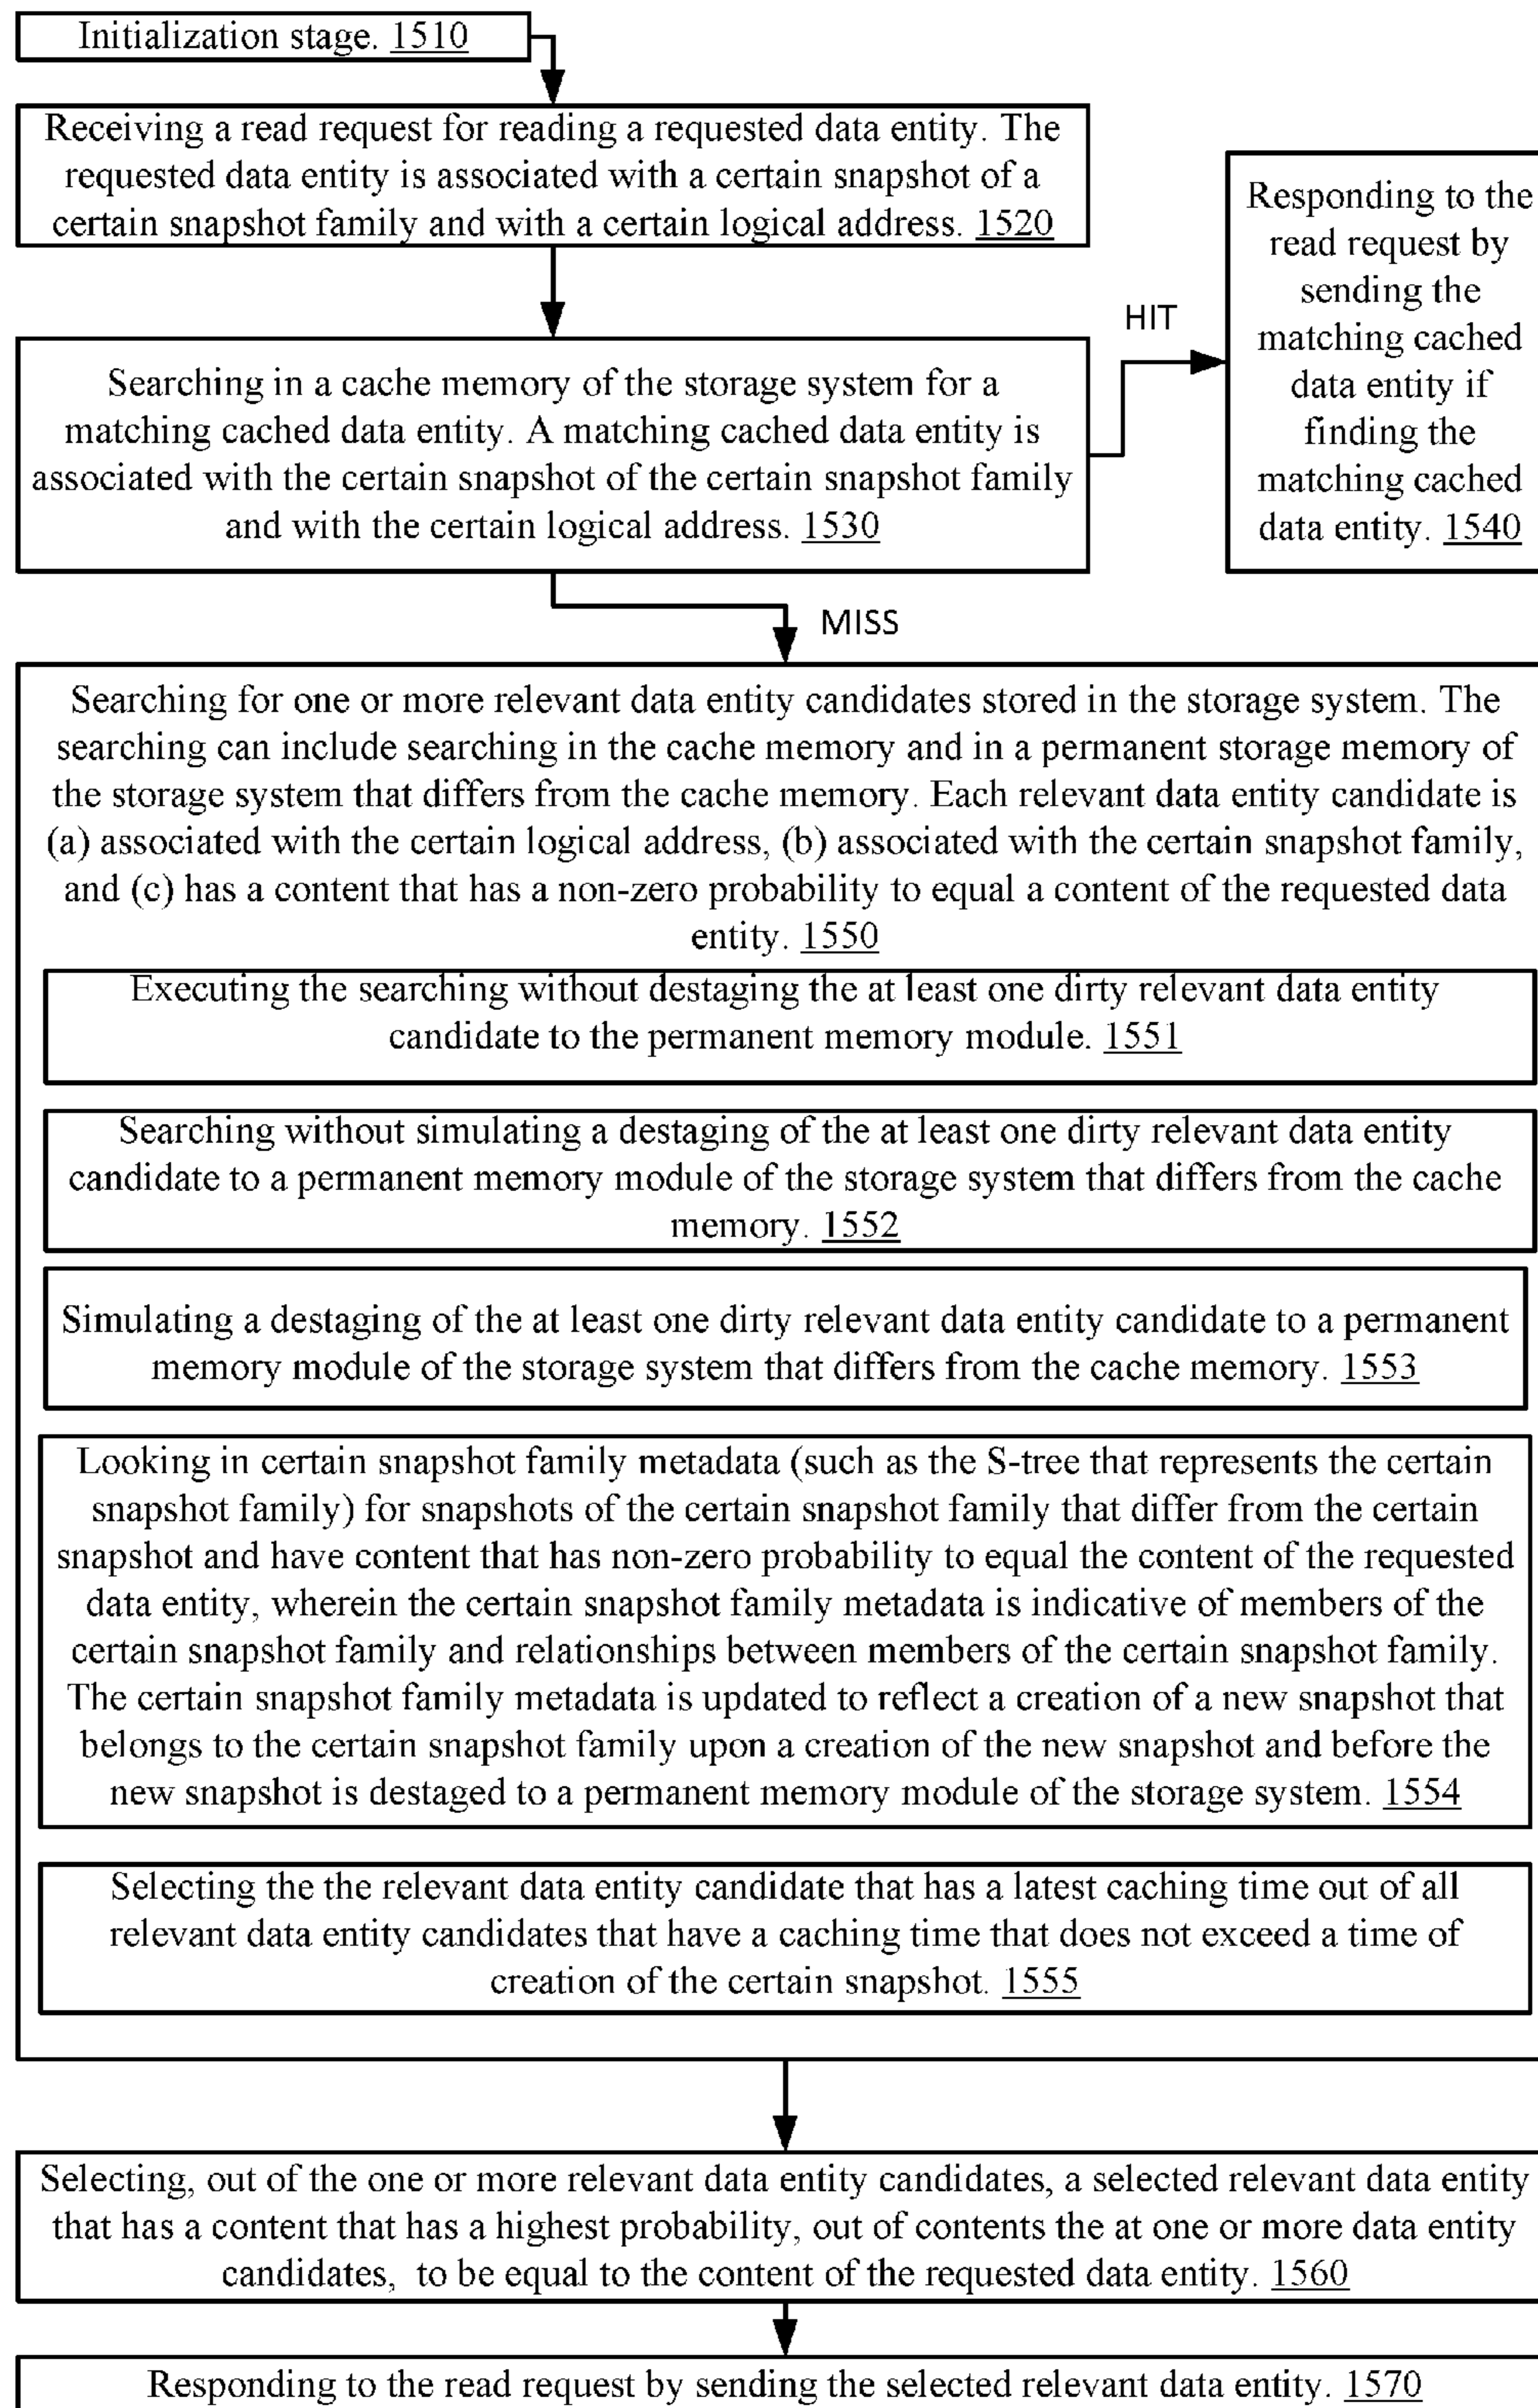 Initialization stage. 1510
Receiving a read request for reading a requested data entity. The
requested data entity is associated with a certain snapshot of a
certain snapshot family and with a certain logical address. 1520
Searching in a cache memory of the storage system for a
matching cached data entity. A matching cached data entity is
associated with the certain snapshot of the certain snapshot family
and with the certain logical address. 1530
HIT
Responding to the
read request by
sending the
matching cached
data entity if
finding the
matching cached
data entity. 1540
MISS
Searching for one or more relevant data entity candidates stored in the storage system. The
searching can include searching in the cache memory and in a permanent storage memory of
the storage system that differs from the cache memory. Each relevant data entity candidate is
(a) associated with the certain logical address, (b) associated with the certain snapshot family,
and (c) has a content that has a non-zero probability to equal a content of the requested data
entity. 1550
Executing the searching without destaging the at least one dirty relevant data entity
candidate to the permanent memory module. 1551
Searching without simulating a destaging of the at least one dirty relevant data entity
candidate to a permanent memory module of the storage system that differs from the cache
memory. 1552
Simulating a destaging of the at least one dirty relevant data entity candidate to a permanent
memory module of the storage system that differs from the cache memory. 1553
Looking in certain snapshot family metadata (such as the S-tree that represents the certain
snapshot family) for snapshots of the certain snapshot family that differ from the certain
snapshot and have content that has non-zero probability to equal the content of the requested
data entity, wherein the certain snapshot family metadata is indicative of members of the
certain snapshot family and relationships between members of the certain snapshot family.
The certain snapshot family metadata is updated to reflect a creation of a new snapshot that
belongs to the certain snapshot family upon a creation of the new snapshot and before the
new snapshot is destaged to a permanent memory module of the storage system. 1554
Selecting the the relevant data entity candidate that has a latest caching time out of all
relevant data entity candidates that have a caching time that does not exceed a time of
creation of the certain snapshot. 1555
Selecting, out of the one or more relevant data entity candidates, a selected relevant data entity
that has a content that has a highest probability, out of contents the at one or more data entity
candidates, to be equal to the content of the requested data entity. 1560
Responding to the read request by sending the selected relevant data entity. 1570